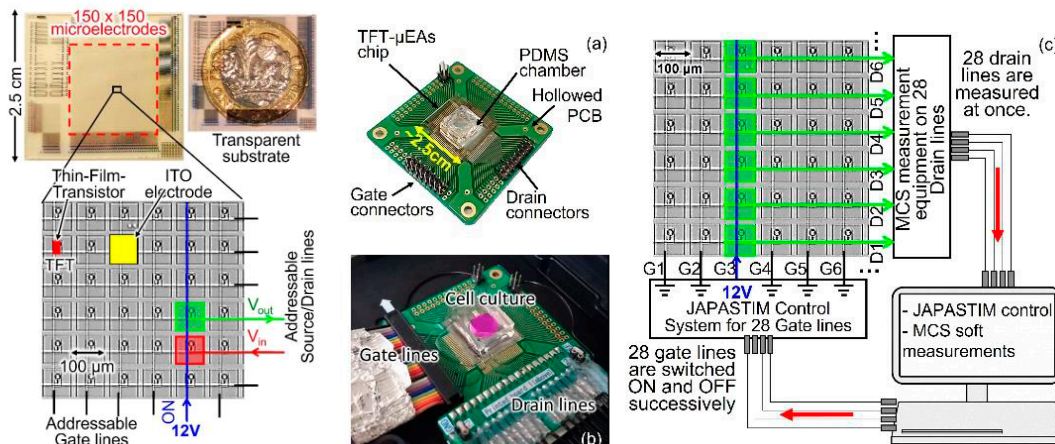 150 x 150
microelectrodes
2.5 cm
Transparent
substrate
Thin-Film-
Transistor
ITO
electrode
TFT
Vout
Vin
Addressable
Source/Drain lines
100 µm
ON
Addressable
Gate lines
12V
(a)
TFT-µEAs
chip
PDMS
chamber
Hollowed
PCB
~2.5cm
Gate
connectors
Drain
connectors
Cell culture
Gate lines
Drain lines
(b)
(c)
100 µm
D6
D5
D4
D3
D2
D1
MCS measurement
equipment on 28
Drain lines
28 drain
lines are
measured
at once.
G1 G2 G3 G4 G5 G6
12V
JAPASTIM Control
System for 28 Gate lines
28 gate lines
are switched
ON and OFF
successively
- JAPASTIM control
- MCS soft
measurements